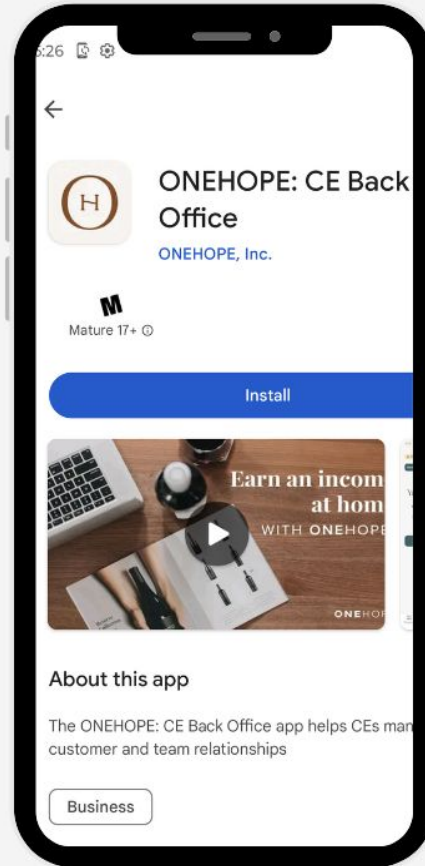 5:26
ONEHOPE: CE Back
Office
ONEHOPE, Inc.
Mature 17+
Install
Earn an incom
at hom
WITH ONEHOPE
ONEHOP
About this app
The ONEHOPE: CE Back Office app helps CEs man
customer and team relationships
Business